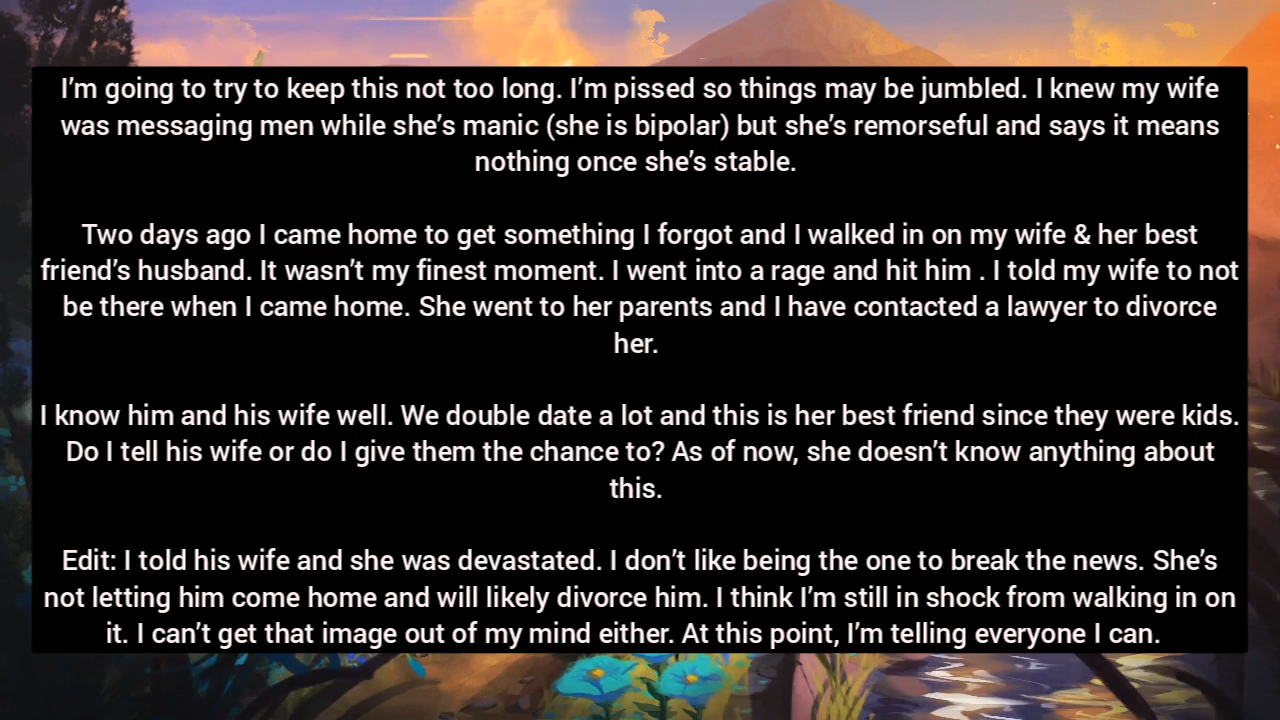 I’m going to try to keep this not too long. I’m pissed so things may be jumbled. I knew my wife
was messaging men while she’s manic (she is bipolar) but she’s remorseful and says it means
nothing once she’s stable.
Two days ago I came home to get something I forgot and I walked in on my wife & her best
friend’s husband. It wasn’t my finest moment. I went into a rage and hit him . I told my wife to not
be there when I came home. She went to her parents and I have contacted a lawyer to divorce
her.
I know him and his wife well. We double date a lot and this is her best friend since they were kids.
Do I tell his wife or do I give them the chance to? As of now, she doesn’t know anything about
this.
Edit: I told his wife and she was devastated. I don’t like being the one to break the news. She’s
not letting him come home and will likely divorce him. I think I’m still in shock from walking in on
it. I can’t get that image out of my mind either. At this point, I’m telling everyone I can.